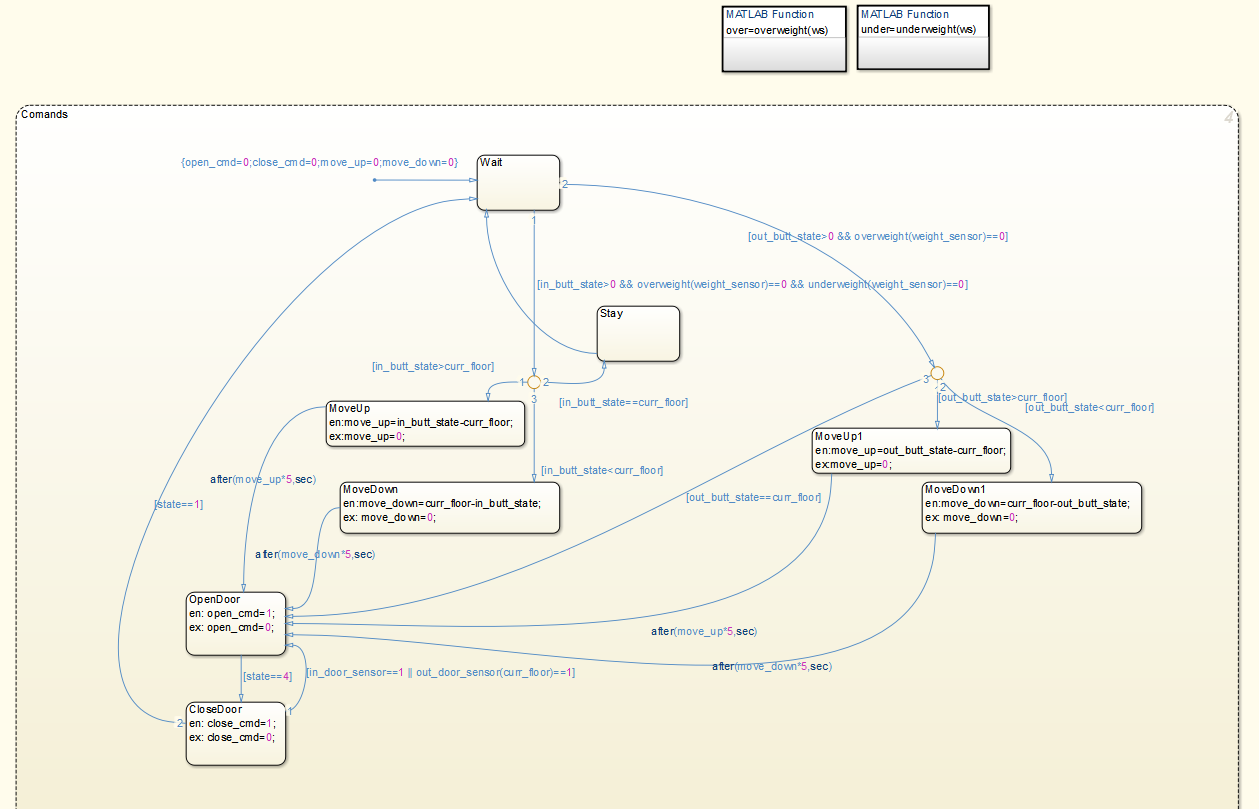 MATLAB Function
over=overweight(ws)
MATLAB Function
under=underweight(ws)
Comands
4
{open_cmd=0;close_cmd=0;move_up=0;move_down=0}
Wait
2
1
[out_butt_state>0 && overweight(weight_sensor)==0]
[in_butt_state>0 && overweight(weight_sensor)==0 && underweight(weight_sensor)==0]
Stay
[in_butt_state>curr_floor]
1
2
3
[in_butt_state==curr_floor]
3
2
[out_butt_state>curr_floor]
[out_butt_state<curr_floor]
MoveUp
en:move_up=in_butt_state-curr_floor;
ex:move_up=0;
MoveUp1
en:move_up=out_butt_state-curr_floor;
ex:move_up=0;
[in_butt_state<curr_floor]
after(move_up*5,sec)
MoveDown
en:move_down=curr_floor-in_butt_state;
ex: move_down=0;
MoveDown1
en:move_down=curr_floor-out_butt_state;
ex: move_down=0;
[out_butt_state==curr_floor]
[state==1]
after(move_down*5,sec)
OpenDoor
en: open_cmd=1;
ex: open_cmd=0;
after(move_up*5,sec)
after(move_down*5,sec)
[state==4]
[in_door_sensor==1 || out_door_sensor(curr_floor)==1]
CloseDoor
en: close_cmd=1;
ex: close_cmd=0;
1
2